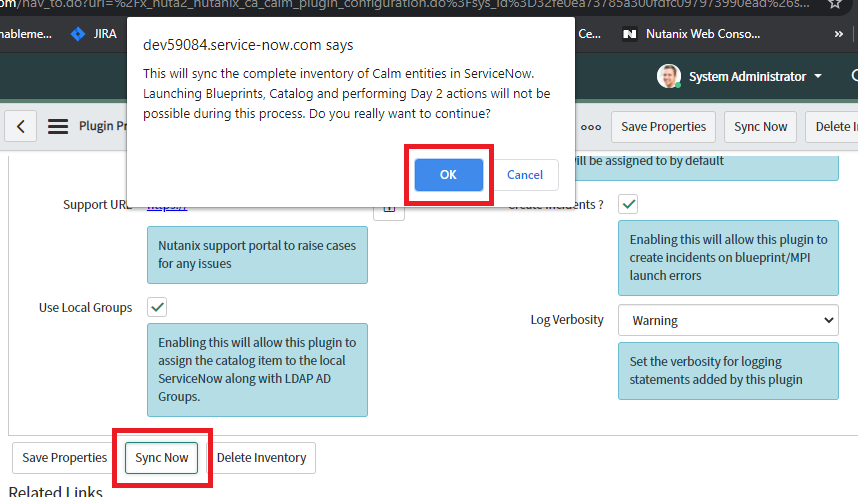 om/nav_to.do?uri=%2Fx_nuta2_nutanix_ca_calm_plugin_configuration.do%3Fsys_id%3D32fe0ea73785a300fdfc097973990ead%26s...
nableme...
JIRA
Ce...
Nutanix Web Conso...
»
dev59084.service-now.com says
This will sync the complete inventory of Calm entities in ServiceNow.
Launching Blueprints, Catalog and performing Day 2 actions will not be
possible during this process. Do you really want to continue?
OK
Cancel
System Administrator
Plugin Pr
Save Properties
Sync Now
Delete In
ill be assigned to by default
Support URL
https://
Create Incidents ?
Nutanix support portal to raise cases
for any issues
Enabling this will allow this plugin to
create incidents on blueprint/MPI
launch errors
Use Local Groups
Log Verbosity
Warning
Enabling this will allow this plugin to
assign the catalog item to the local
ServiceNow along with LDAP AD
Groups.
Set the verbosity for logging
statements added by this plugin
Save Properties
Sync Now
Delete Inventory
Related Links